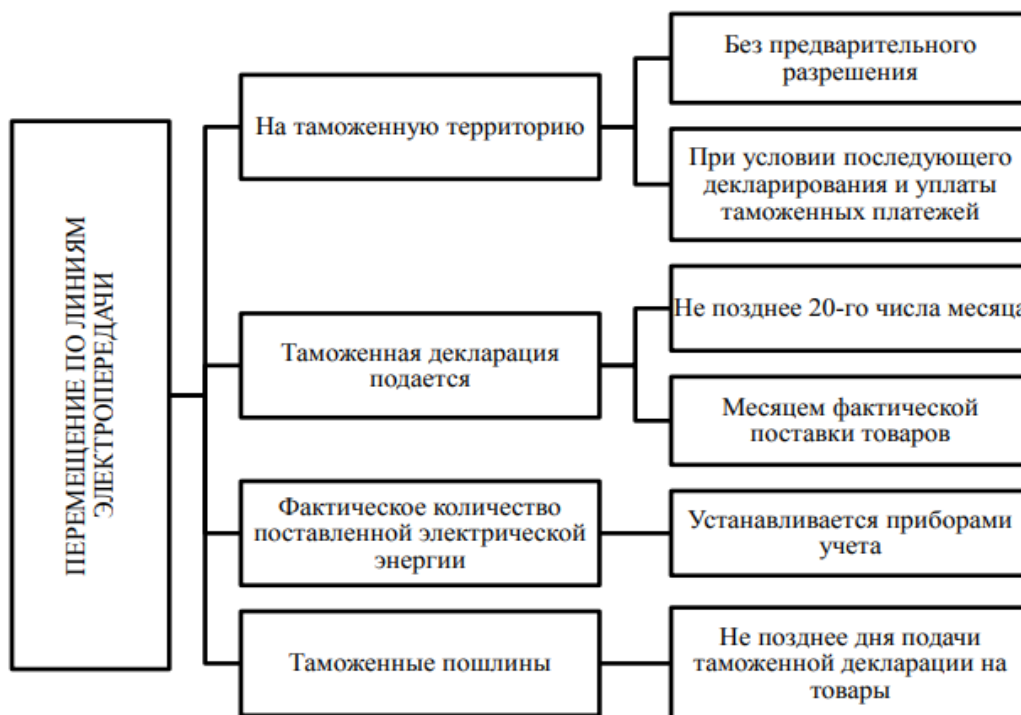 ПЕРЕМЕЩЕНИЕ ПО ЛИНИЯМ
ЭЛЕКТРОПЕРЕДАЧИ
На таможенную территорию
Без предварительного
разрешения
При условии последующего
декларирования и уплаты
таможенных платежей
Таможенная декларация
подается
Не позднее 20-го числа месяца
Месяцем фактической
поставки товаров
Фактическое количество
поставленной электрической
энергии
Устанавливается приборами
учета
Таможенные пошлины
Не позднее дня подачи
таможенной декларации на
товары